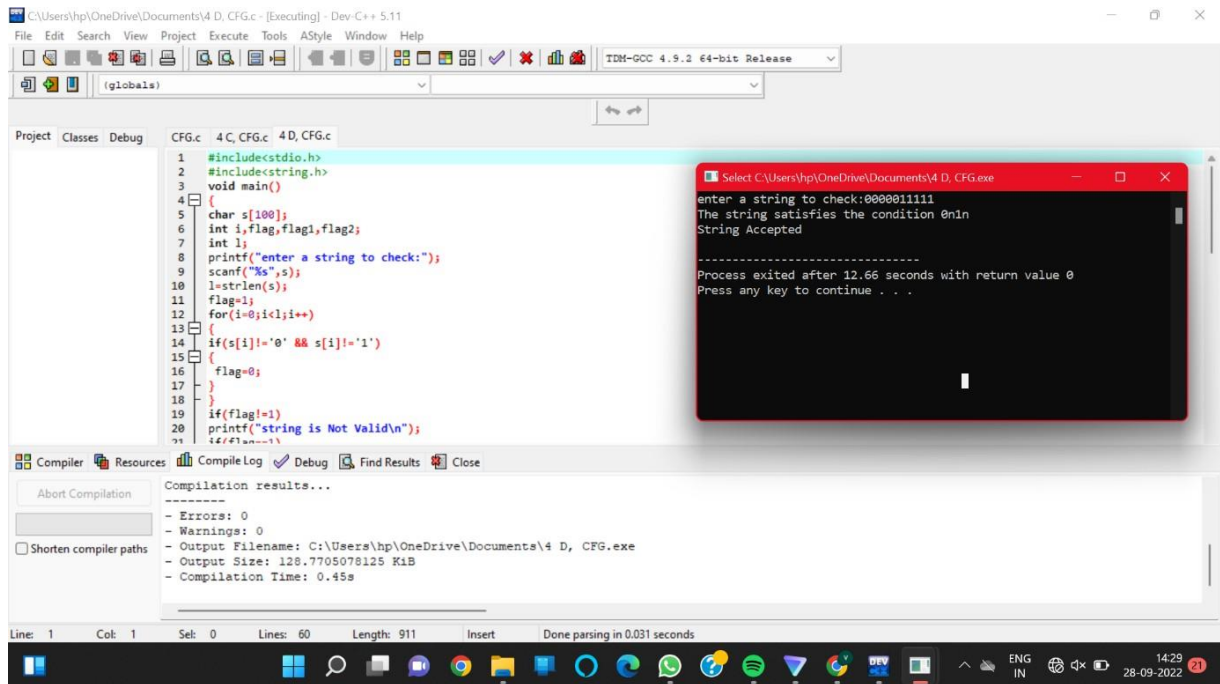 C:\Users\hp\OneDrive\Documents\4 D, CFG.c - [Executing] - Dev-C++ 5.11
File Edit Search View Project Execute Tools AStyle Window Help
TDM-GCC 4.9.2 64-bit Release
(globals)
Project Classes Debug
CFG.c 4 C, CFG.c 4 D, CFG.c
1 #include<stdio.h>
2 #include<string.h>
3 void main()
4 {
5 char s[100];
6 int i,flag,flag1,flag2;
7 int l;
8 printf("enter a string to check:");
9 scanf("%s",s);
10 l=strlen(s);
11 flag=1;
12 for(i=0;i<l;i++)
13 {
14 if(s[i]!='0' && s[i]!='1')
15 {
16 flag=0;
17 }
18 }
19 if(flag!=1)
20 printf("string is Not Valid\n");
21 if(flag==1)
Select C:\Users\hp\OneDrive\Documents\4 D, CFG.exe
enter a string to check:0000011111
The string satisfies the condition 0n1n
String Accepted
--------------------------------
Process exited after 12.66 seconds with return value 0
Press any key to continue . . .
Compiler Resources Compile Log Debug Find Results Close
Abort Compilation
Shorten compiler paths
Compilation results...
--------
- Errors: 0
- Warnings: 0
- Output Filename: C:\Users\hp\OneDrive\Documents\4 D, CFG.exe
- Output Size: 128.7705078125 KiB
- Compilation Time: 0.45s
Line: 1 Col: 1 Sel: 0 Lines: 60 Length: 911 Insert Done parsing in 0.031 seconds
DEV
ENG
IN
14:29
28-09-2022
21